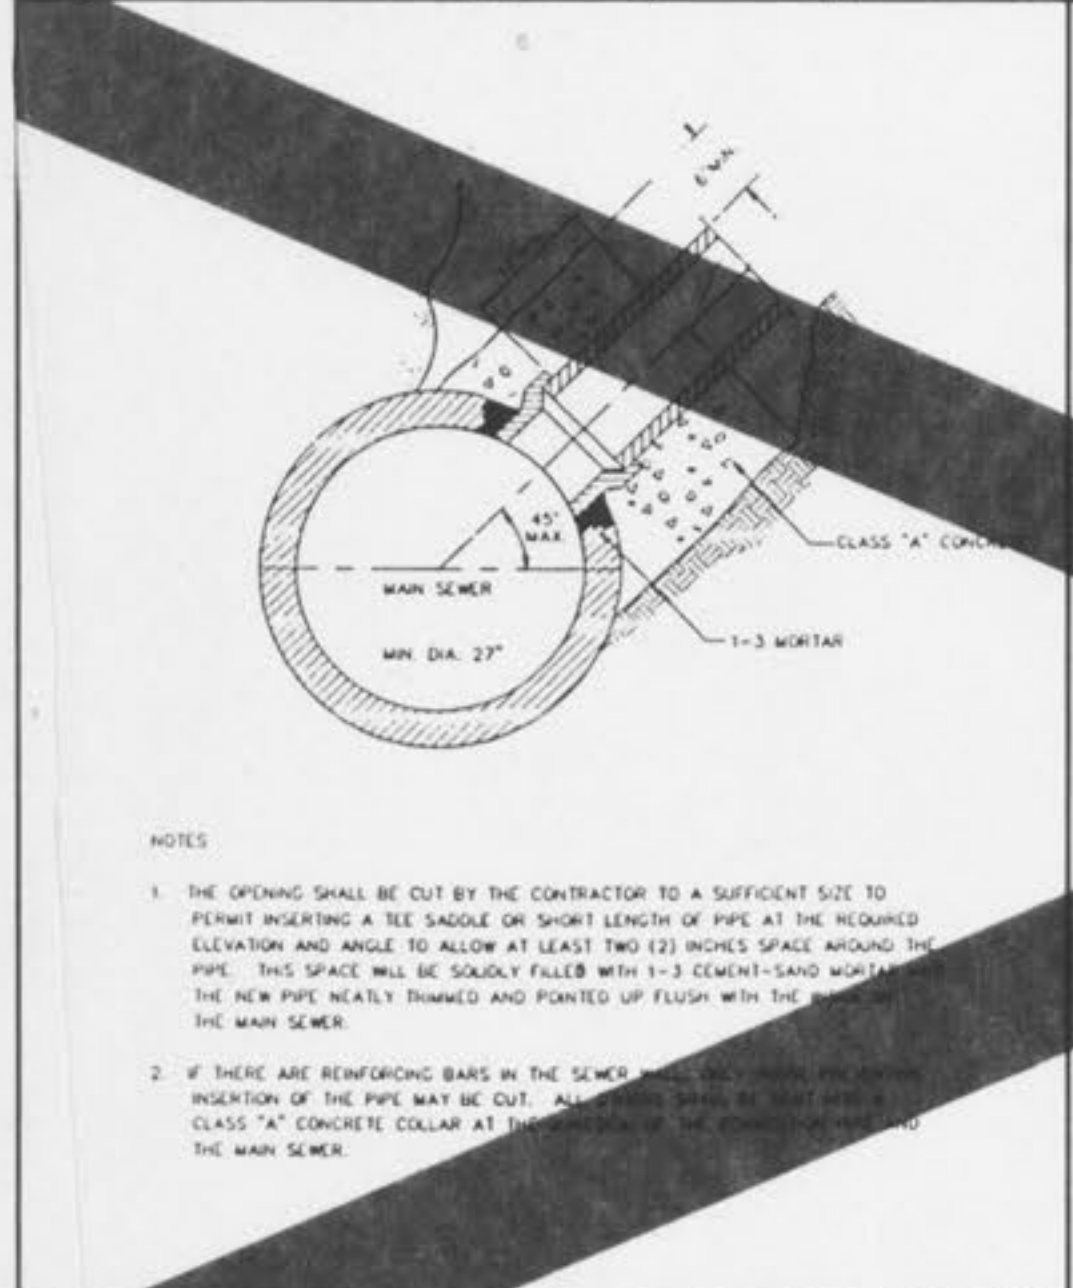 6" MIN.
45°
MAX.
CLASS "A" CONCRETE
MAIN SEWER
1-3 MORTAR
MIN. DIA. 27"
NOTES
1. THE OPENING SHALL BE CUT BY THE CONTRACTOR TO A SUFFICIENT SIZE TO
PERMIT INSERTING A TEE SADDLE OR SHORT LENGTH OF PIPE AT THE REQUIRED
ELEVATION AND ANGLE TO ALLOW AT LEAST TWO (2) INCHES SPACE AROUND THE
PIPE. THIS SPACE WILL BE SOLIDLY FILLED WITH 1-3 CEMENT-SAND MORTAR
THE NEW PIPE NEATLY TRIMMED AND POINTED UP FLUSH WITH THE
THE MAIN SEWER.
2. IF THERE ARE REINFORCING BARS IN THE SEWER
INSERTION OF THE PIPE MAY BE CUT. ALL
CLASS "A" CONCRETE COLLAR AT THE OF THE AND
THE MAIN SEWER.